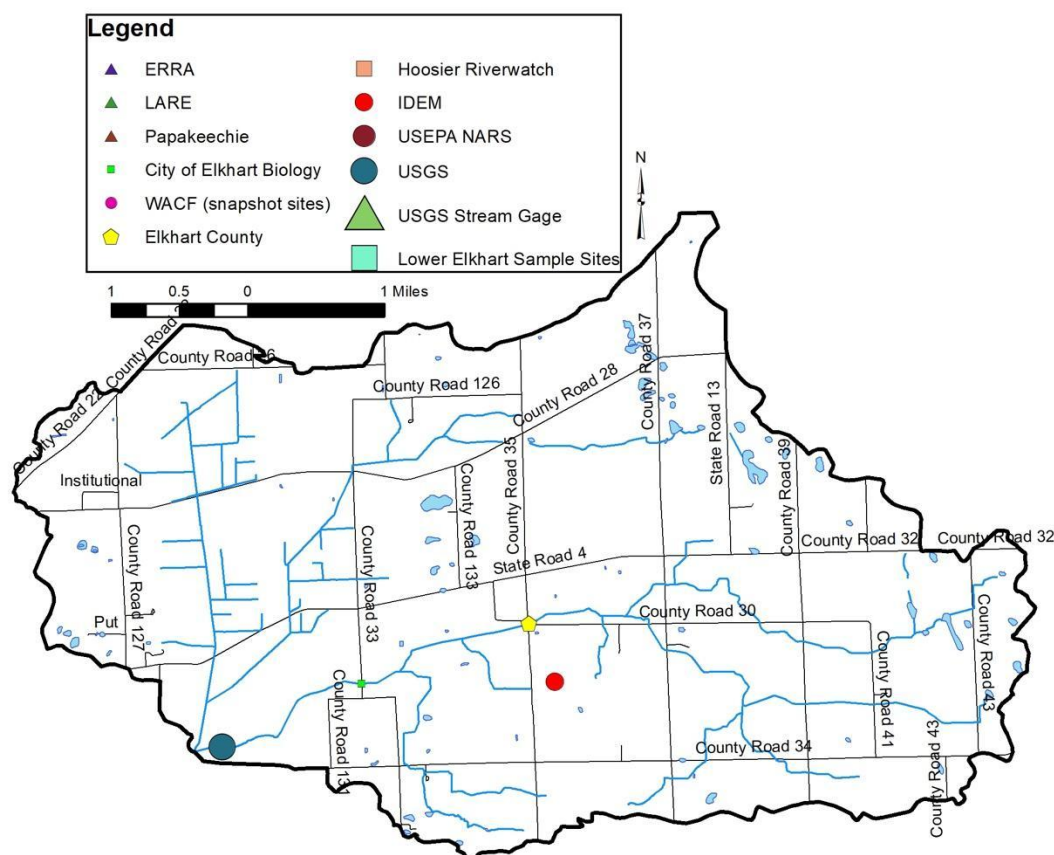 Legend
ERRA
LARE
Papakeechie
City of Elkhart Biology
WACF (snapshot sites)
Elkhart County
Hoosier Riverwatch
IDEM
USEPA NARS
USGS
USGS Stream Gage
Lower Elkhart Sample Sites
N
1 0.5 0 1 Miles
County Road
County Road 22
County Road 26
County Road 126
County Road 28
County Road 37
County Road 35
State Road 13
County Road 39
Institutional
County Road 127
County Road 133
County Road 33
State Road 4
County Road 32
County Road 32
County Road 30
Put
County Road 131
County Road 34
County Road 41
County Road 43
County Road 43